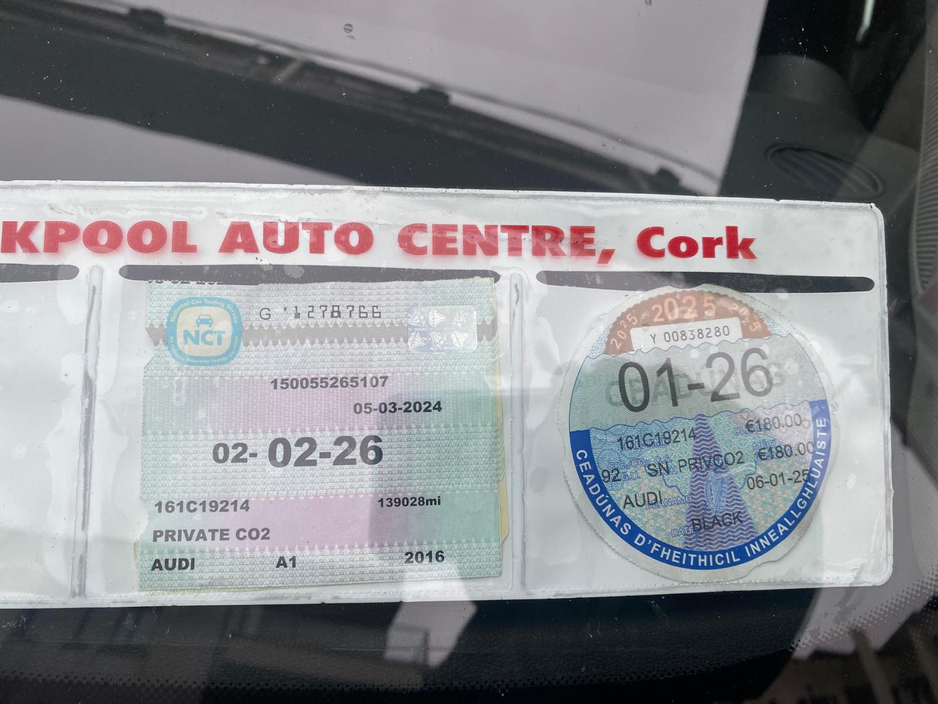 KPOOL AUTO CENTRE, Cork
NCT
G 1278766
150055265107
05-03-2024
02-02-26
161C19214
139028mi
PRIVATE CO2
AUDI A1 2016
2025 2025
Y 00838280
01-26
161C19214 €180.00
92 SN PRIVCO2 €180.00
AUDI 06-01-25
BLACK
CEADÚNAS D'FHEITHICIL INNEALLGHLUAISTE